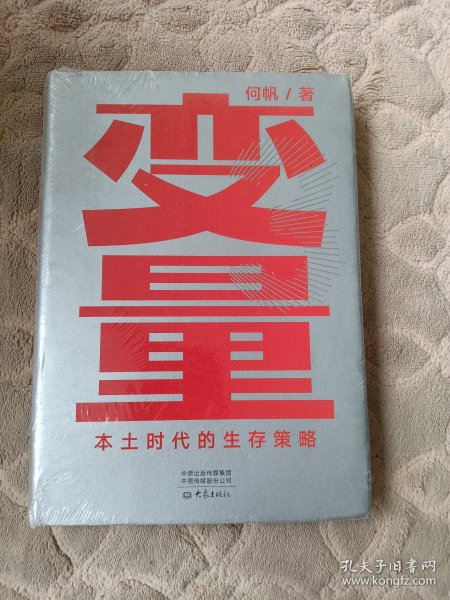 何帆/著
变量
本土时代的生存策略
中原出版传媒集团
中原传媒股份公司
大象出版社
孔夫子旧书网
www.kongfz.com